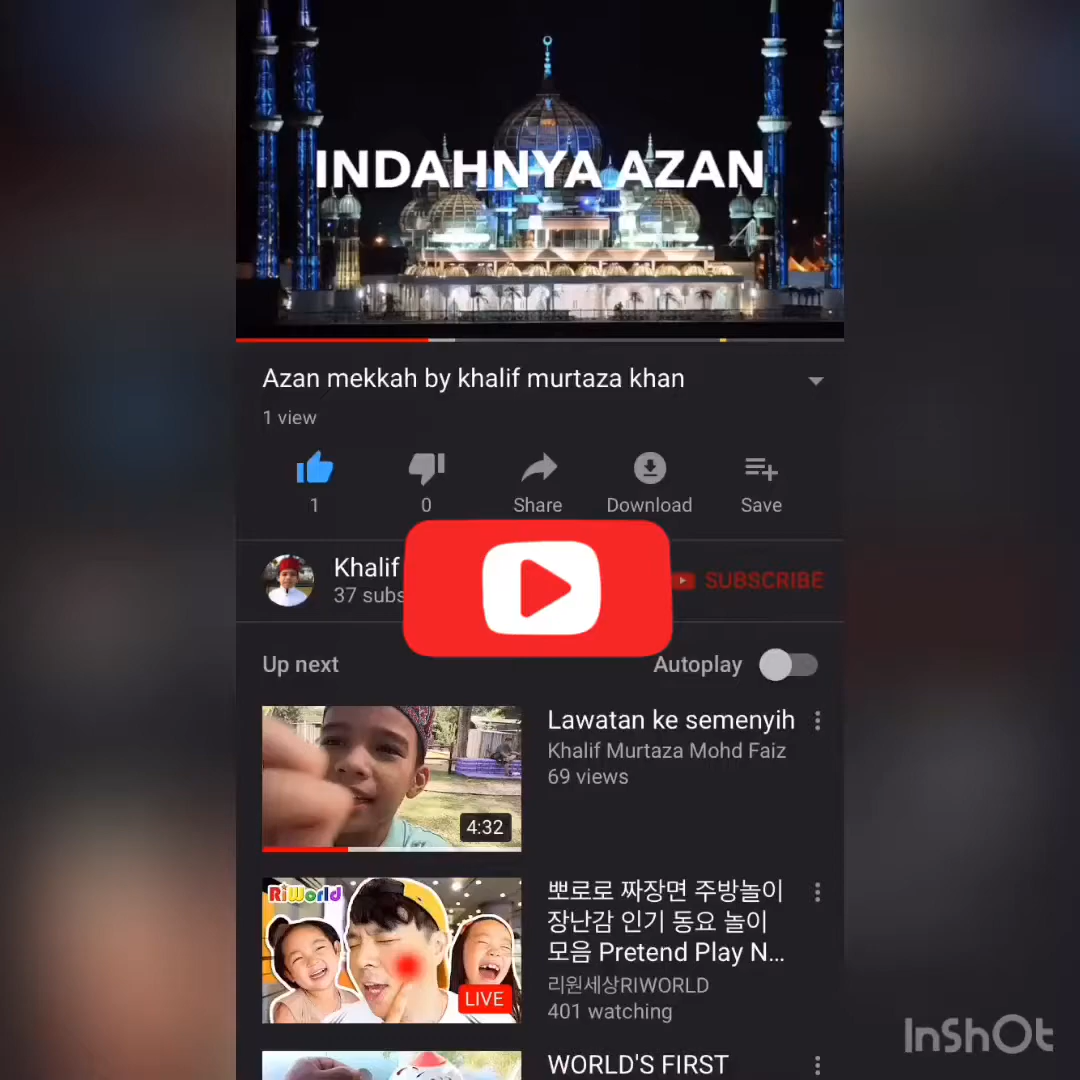 INDAHNYA AZAN
Azan mekkah by khalif murtaza khan
1 view
1
0
Share
Download
Save
Khalif
37 subs
SUBSCRIBE
Up next
Autoplay
Lawatan ke semenyih
Khalif Murtaza Mohd Faiz
69 views
4:32
RiWorld
LIVE
뽀로로 짜장면 주방놀이
장난감 인기 동요 놀이
모음 Pretend Play N...
리원세상RIWORLD
401 watching
WORLD'S FIRST
InShOt